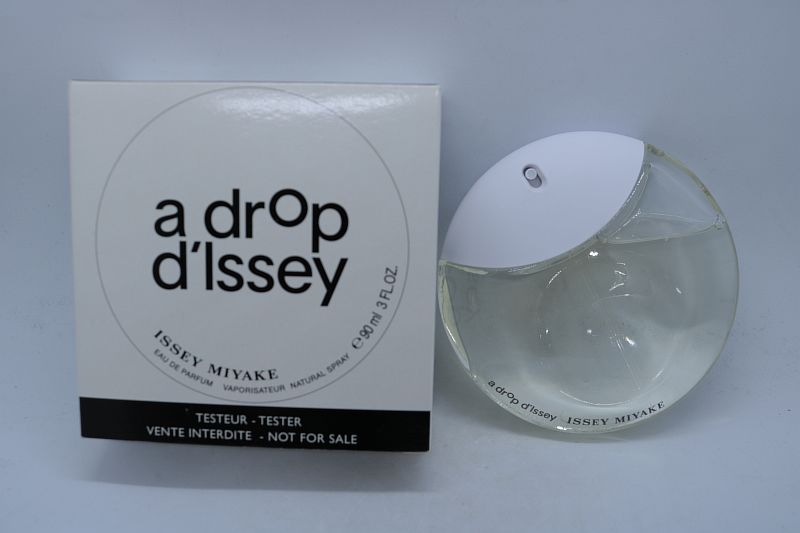 a drop
d'Issey
ISSEY MIYAKE
EAU DE PARFUM VAPORISATEUR NATURAL SPRAY ℮ 90 ml 3 FL.OZ.
TESTEUR - TESTER
VENTE INTERDITE - NOT FOR SALE
a drop d'Issey ISSEY MIYAKE